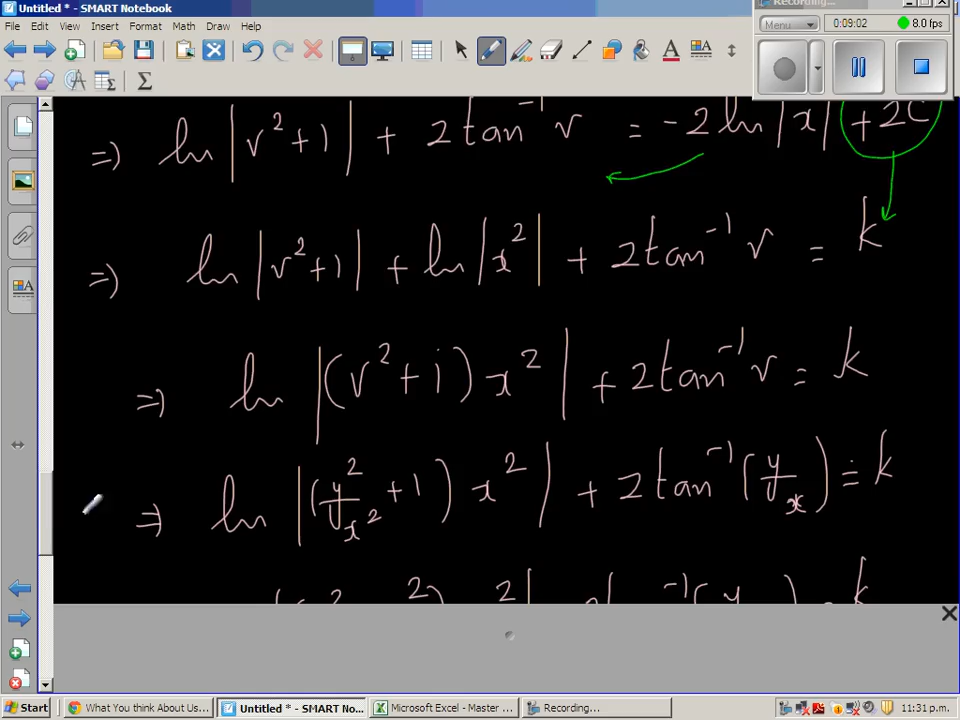 Untitled * - SMART Notebook
Recording...
File Edit View Insert Format Math Draw Help
Menu
0:09:02
8.0 fps
=) ln |v²+1| + 2 tan⁻¹ v = -2 ln |x| + 2C
=) ln |v²+1| + ln |x²| + 2 tan⁻¹ v = k
=) ln |(v²+1) x²| + 2 tan⁻¹ v = k
=) ln |(y²/x² + 1) x²| + 2 tan⁻¹ (y/x) = k
Start
What You think About Us...
Untitled * - SMART No...
Microsoft Excel - Master ...
Recording...
11:31 p.m.